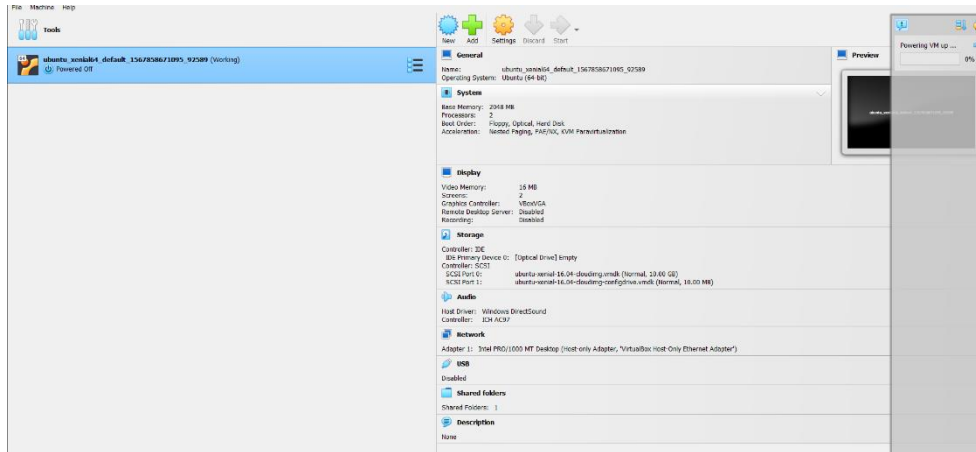 File Machine Help
Tools
ubuntu_xenial64_default_1567858671095_92589 (Working)
Powered Off
New Add Settings Discard Start
General
Name: ubuntu_xenial64_default_1567858671095_92589
Operating System: Ubuntu (64-bit)
System
Base Memory: 2048 MB
Processors: 2
Boot Order: Floppy, Optical, Hard Disk
Acceleration: Nested Paging, PAE/NX, KVM Paravirtualization
Display
Video Memory: 16 MB
Screens: 2
Graphics Controller: VBoxVGA
Remote Desktop Server: Disabled
Recording: Disabled
Storage
Controller: IDE
IDE Primary Device 0: [Optical Drive] Empty
Controller: SCSI
SCSI Port 0: ubuntu-xenial-16.04-cloudimg.vmdk (Normal, 10.00 GB)
SCSI Port 1: ubuntu-xenial-16.04-cloudimg-configdrive.vmdk (Normal, 10.00 MB)
Audio
Host Driver: Windows DirectSound
Controller: ICH AC97
Network
Adapter 1: Intel PRO/1000 MT Desktop (Host-only Adapter, 'VirtualBox Host-Only Ethernet Adapter')
USB
Disabled
Shared folders
Shared Folders: 1
Description
None
Preview
Powering VM up ...
0%